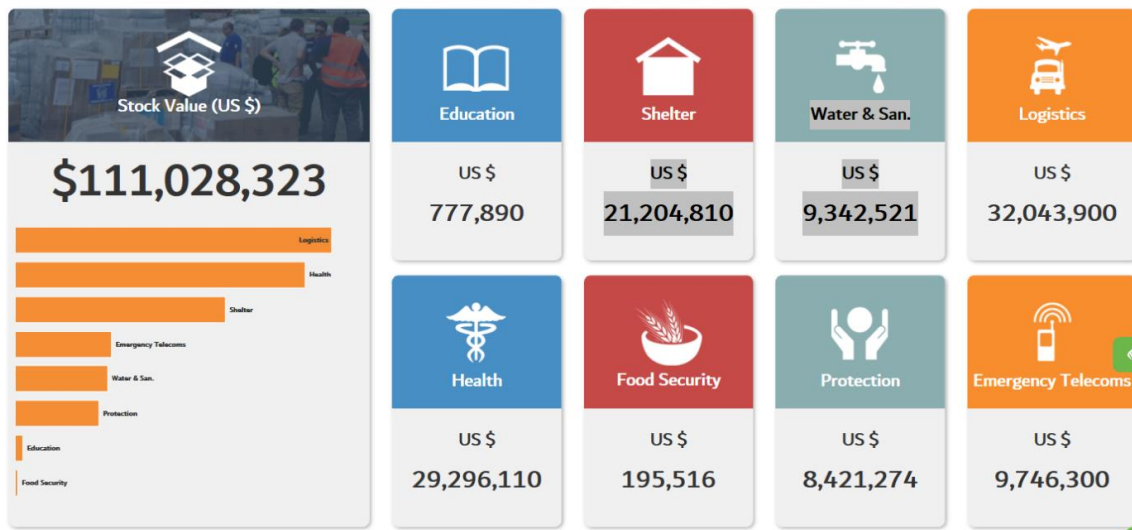 Stock Value (US $)
$111,028,323
Logistics
Health
Shelter
Emergency Telecoms
Water & San.
Protection
Education
Food Security
Education
US $
777,890
Shelter
US $
21,204,810
Water & San.
US $
9,342,521
Logistics
US $
32,043,900
Health
US $
29,296,110
Food Security
US $
195,516
Protection
US $
8,421,274
Emergency Telecoms
US $
9,746,300